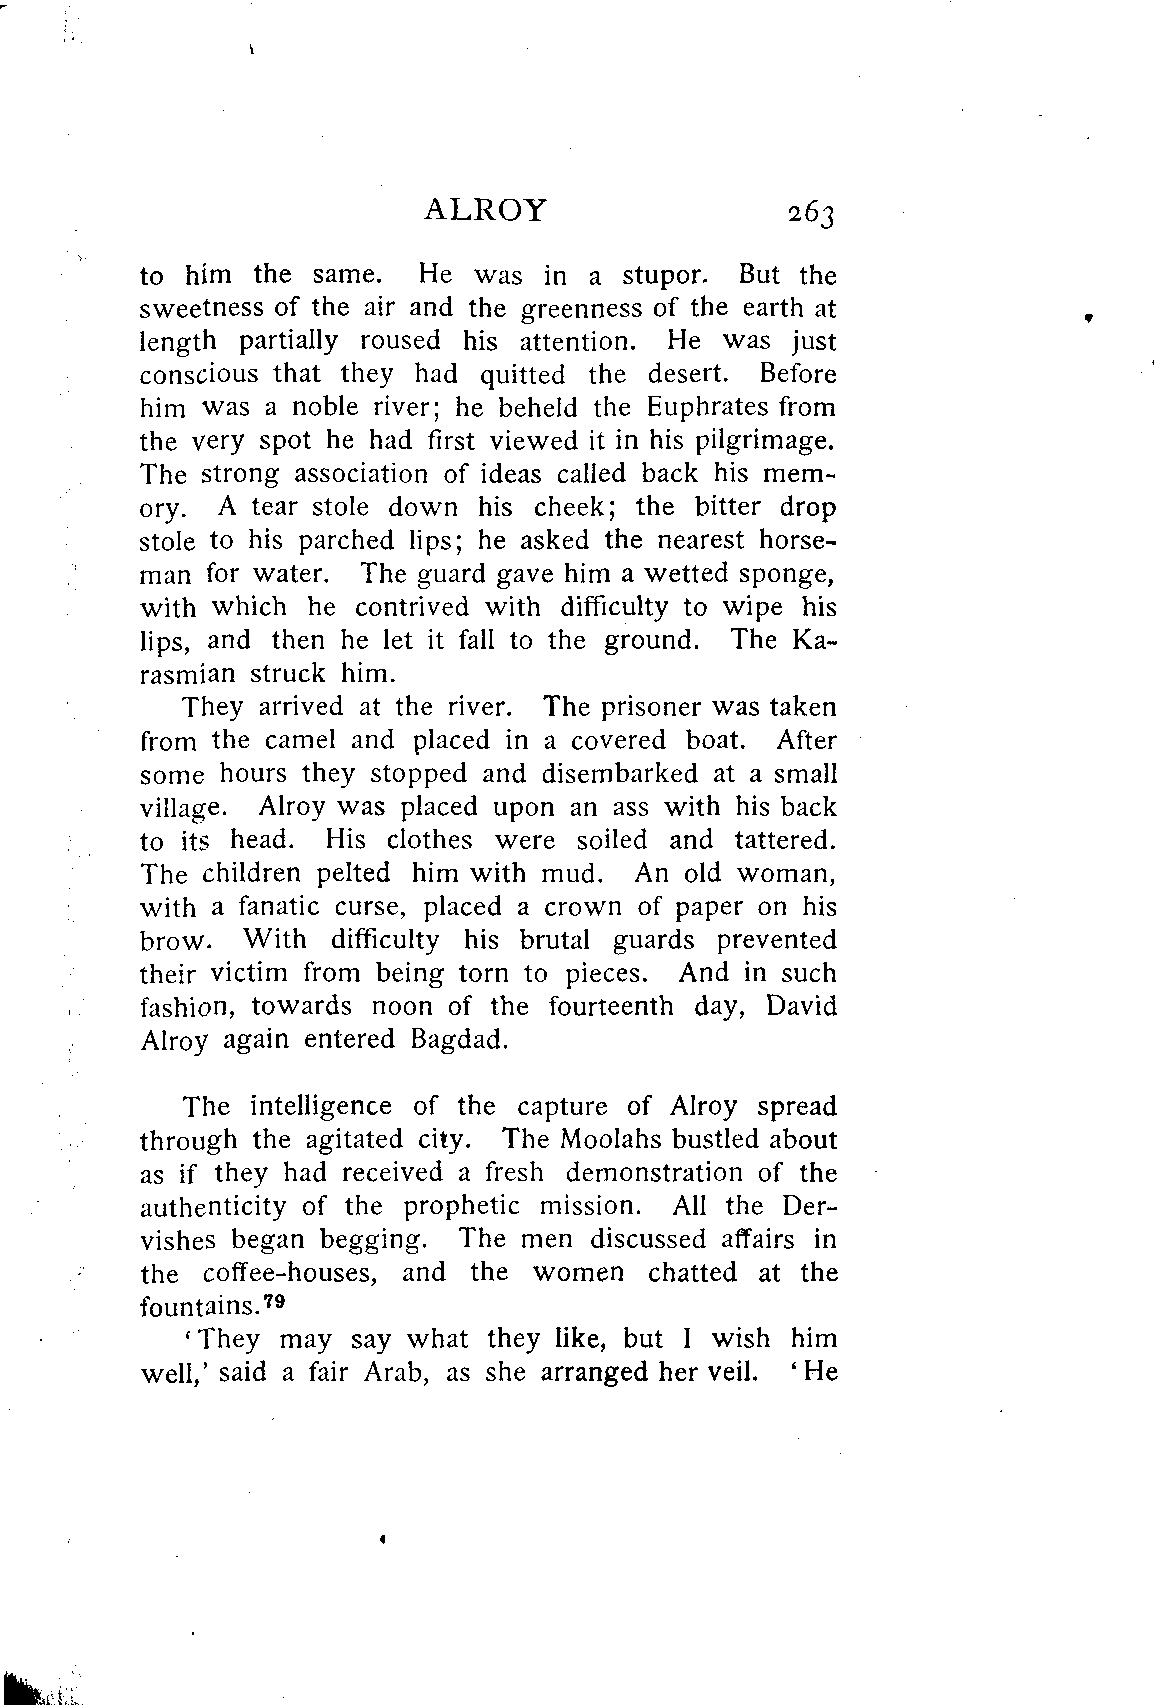 ALROY 263
to him the same. He was in a stupor. But the
sweetness of the air and the greenness of the earth at
length partially roused his attention. He was just
conscious that they had quitted the desert. Before
him was a noble river; he beheld the Euphrates from
the very spot he had first viewed it in his pilgrimage.
The strong association of ideas called back his mem-
ory. A tear stole down his cheek; the bitter drop
stole to his parched lips; he asked the nearest horse-
man for water. The guard gave him a wetted sponge,
with which he contrived with difficulty to wipe his
lips, and then he let it fall to the ground. The Ka-
rasmian struck him.
They arrived at the river. The prisoner was taken
from the camel and placed in a covered boat. After
some hours they stopped and disembarked at a small
village. Alroy was placed upon an ass with his back
to its head. His clothes were soiled and tattered.
The children pelted him with mud. An old woman,
with a fanatic curse, placed a crown of paper on his
brow. With difficulty his brutal guards prevented
their victim from being torn to pieces. And in such
fashion, towards noon of the fourteenth day, David
Alroy again entered Bagdad.
The intelligence of the capture of Alroy spread
through the agitated city. The Moolahs bustled about
as if they had received a fresh demonstration of the
authenticity of the prophetic mission. All the Der-
vishes began begging. The men discussed affairs in
the coffee-houses, and the women chatted at the
fountains.⁷⁹
‘They may say what they like, but I wish him
well,’ said a fair Arab, as she arranged her veil. ‘He